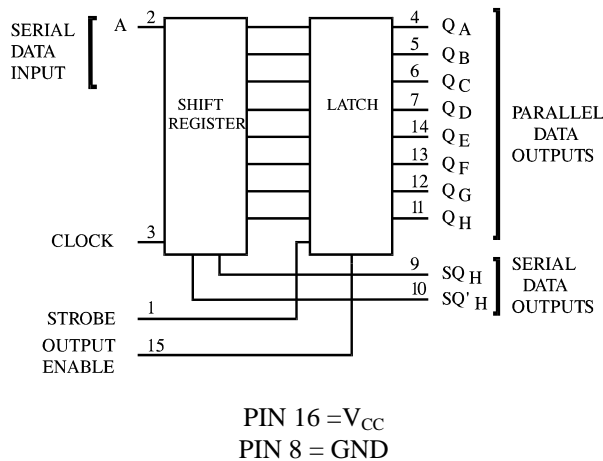 SERIAL
DATA
INPUT
A 2
SHIFT
REGISTER
LATCH
4 QA
5 QB
6 QC
7 QD
14 QE
13 QF
12 QG
11 QH
PARALLEL
DATA
OUTPUTS
CLOCK 3
9 SQH
10 SQ'H
SERIAL
DATA
OUTPUTS
STROBE 1
OUTPUT
ENABLE
15
PIN 16 =VCC
PIN 8 = GND